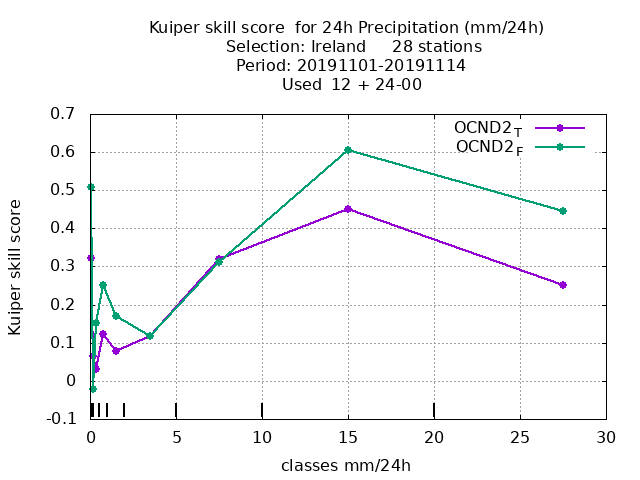 Kuiper skill score  for 24h Precipitation (mm/24h)
Selection: Ireland     28 stations
Period: 20191101-20191114
Used  12 + 24-00
OCND2T
OCND2F
Kuiper skill score
0.7
0.6
0.5
0.4
0.3
0.2
0.1
0
-0.1
0 5 10 15 20 25 30
classes mm/24h